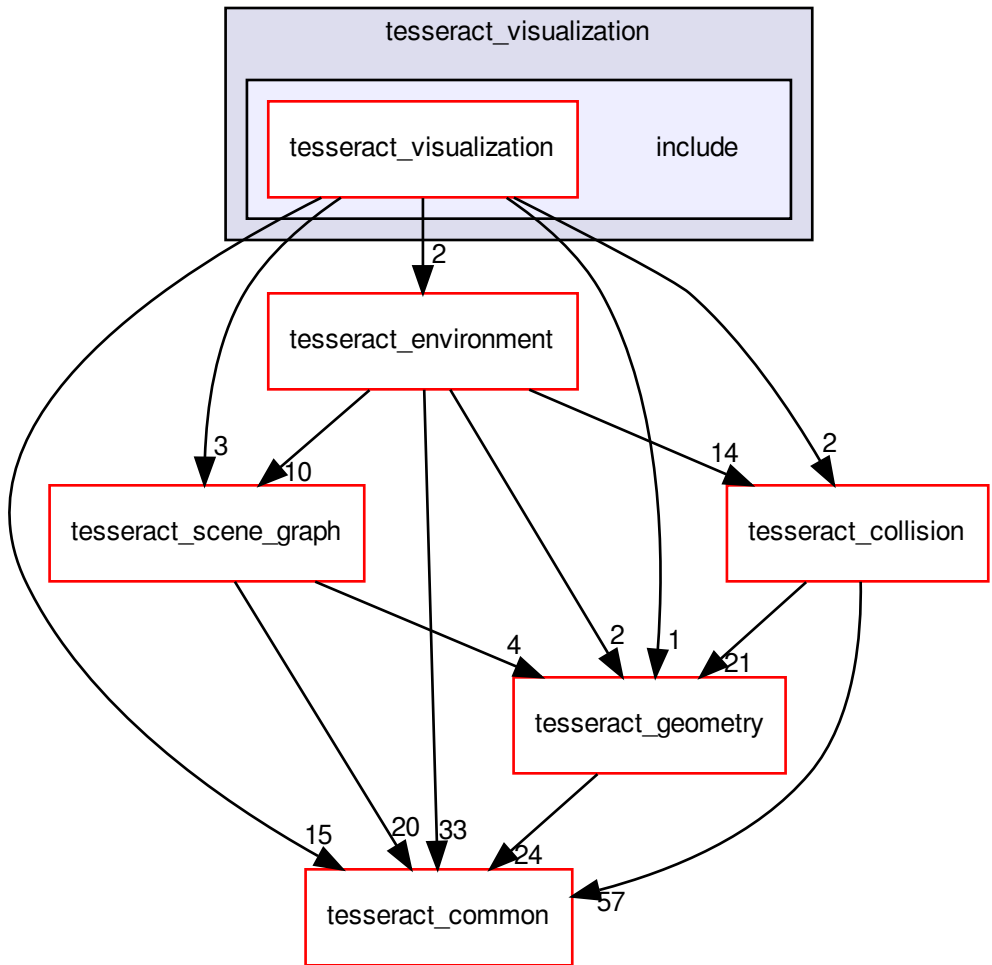 tesseract_visualization
tesseract_visualization
include
2
tesseract_environment
3
10
14
2
tesseract_scene_graph
tesseract_collision
4
2
1
21
tesseract_geometry
15
20
33
24
57
tesseract_common